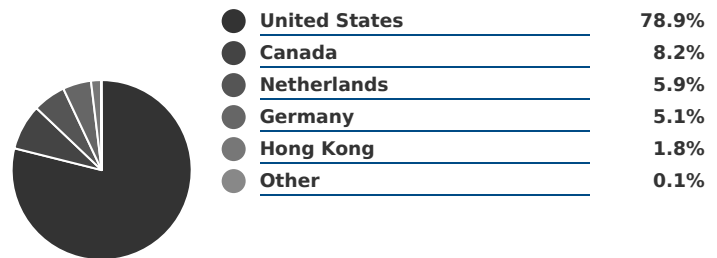 United States 78.9%
Canada 8.2%
Netherlands 5.9%
Germany 5.1%
Hong Kong 1.8%
Other 0.1%